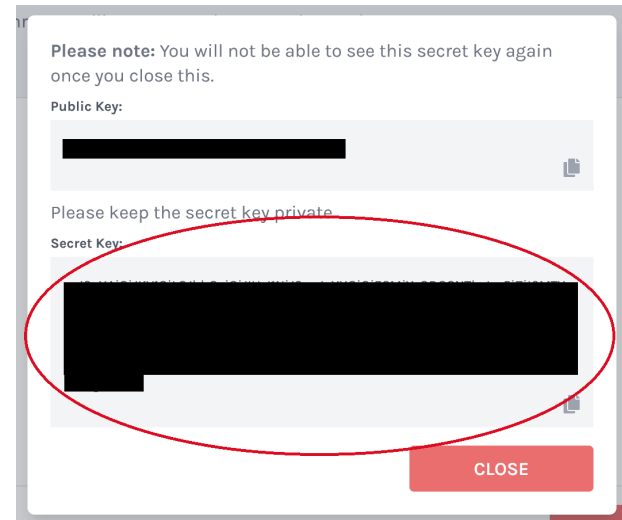 Please note: You will not be able to see this secret key again
once you close this.
Public Key:
Please keep the secret key private
Secret Key:
CLOSE